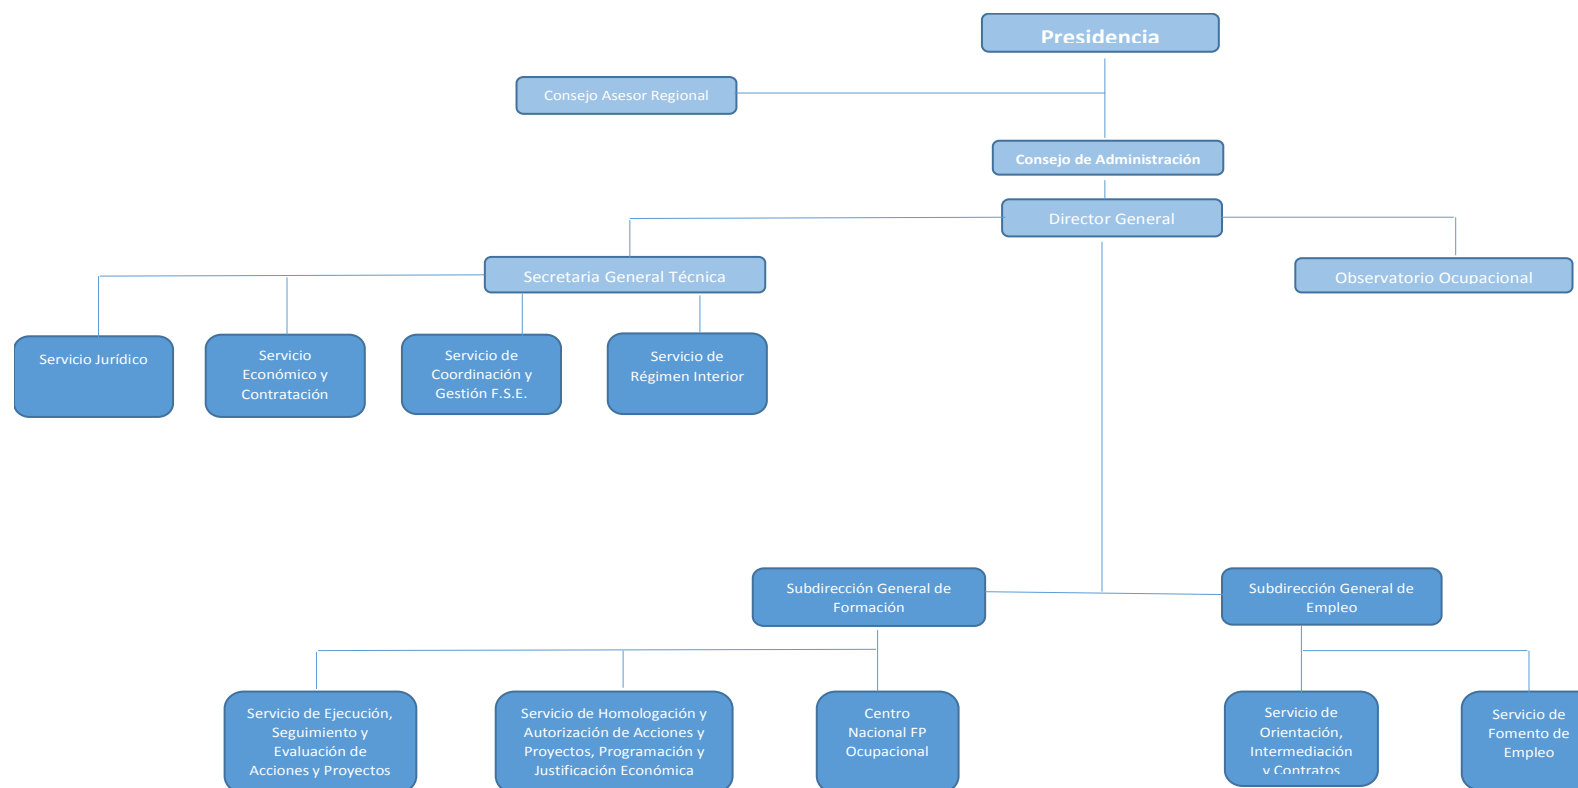 Presidencia
Consejo Asesor Regional
Consejo de Administración
Director General
Secretaria General Técnica
Observatorio Ocupacional
Servicio Jurídico
Servicio
Económico y
Contratación
Servicio de
Coordinación y
Gestión F.S.E.
Servicio de
Régimen Interior
Subdirección General de
Formación
Subdirección General de
Empleo
Servicio de Ejecución,
Seguimiento y
Evaluación de
Acciones y Proyectos
Servicio de Homologación y
Autorización de Acciones y
Proyectos, Programación y
Justificación Económica
Centro
Nacional FP
Ocupacional
Servicio de
Orientación,
Intermediación
y Contratos
Servicio de
Fomento de
Empleo